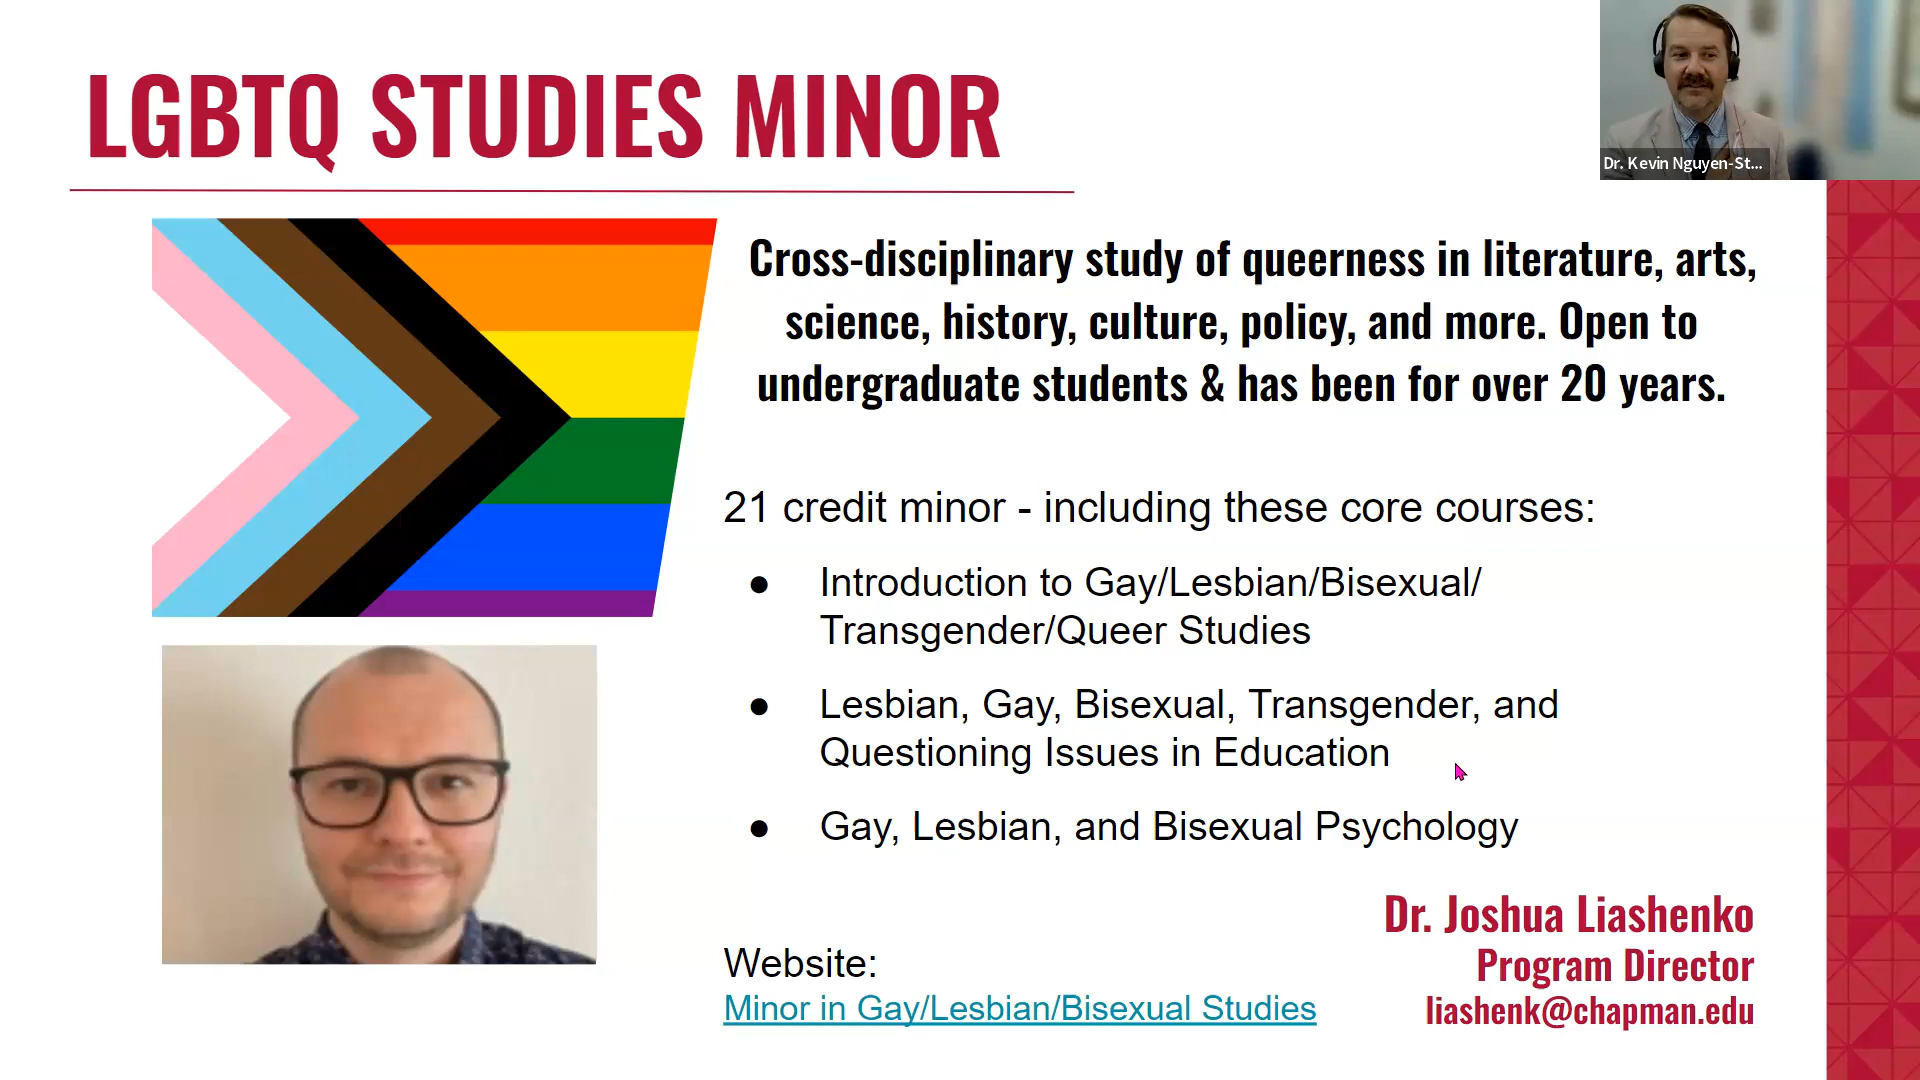 LGBTQ STUDIES MINOR
Dr. Kevin Nguyen-St...
Cross-disciplinary study of queerness in literature, arts,
science, history, culture, policy, and more. Open to
undergraduate students & has been for over 20 years.
21 credit minor - including these core courses:
● Introduction to Gay/Lesbian/Bisexual/
Transgender/Queer Studies
● Lesbian, Gay, Bisexual, Transgender, and
Questioning Issues in Education
● Gay, Lesbian, and Bisexual Psychology
Website:
Minor in Gay/Lesbian/Bisexual Studies
Dr. Joshua Liashenko
Program Director
liashenk@chapman.edu